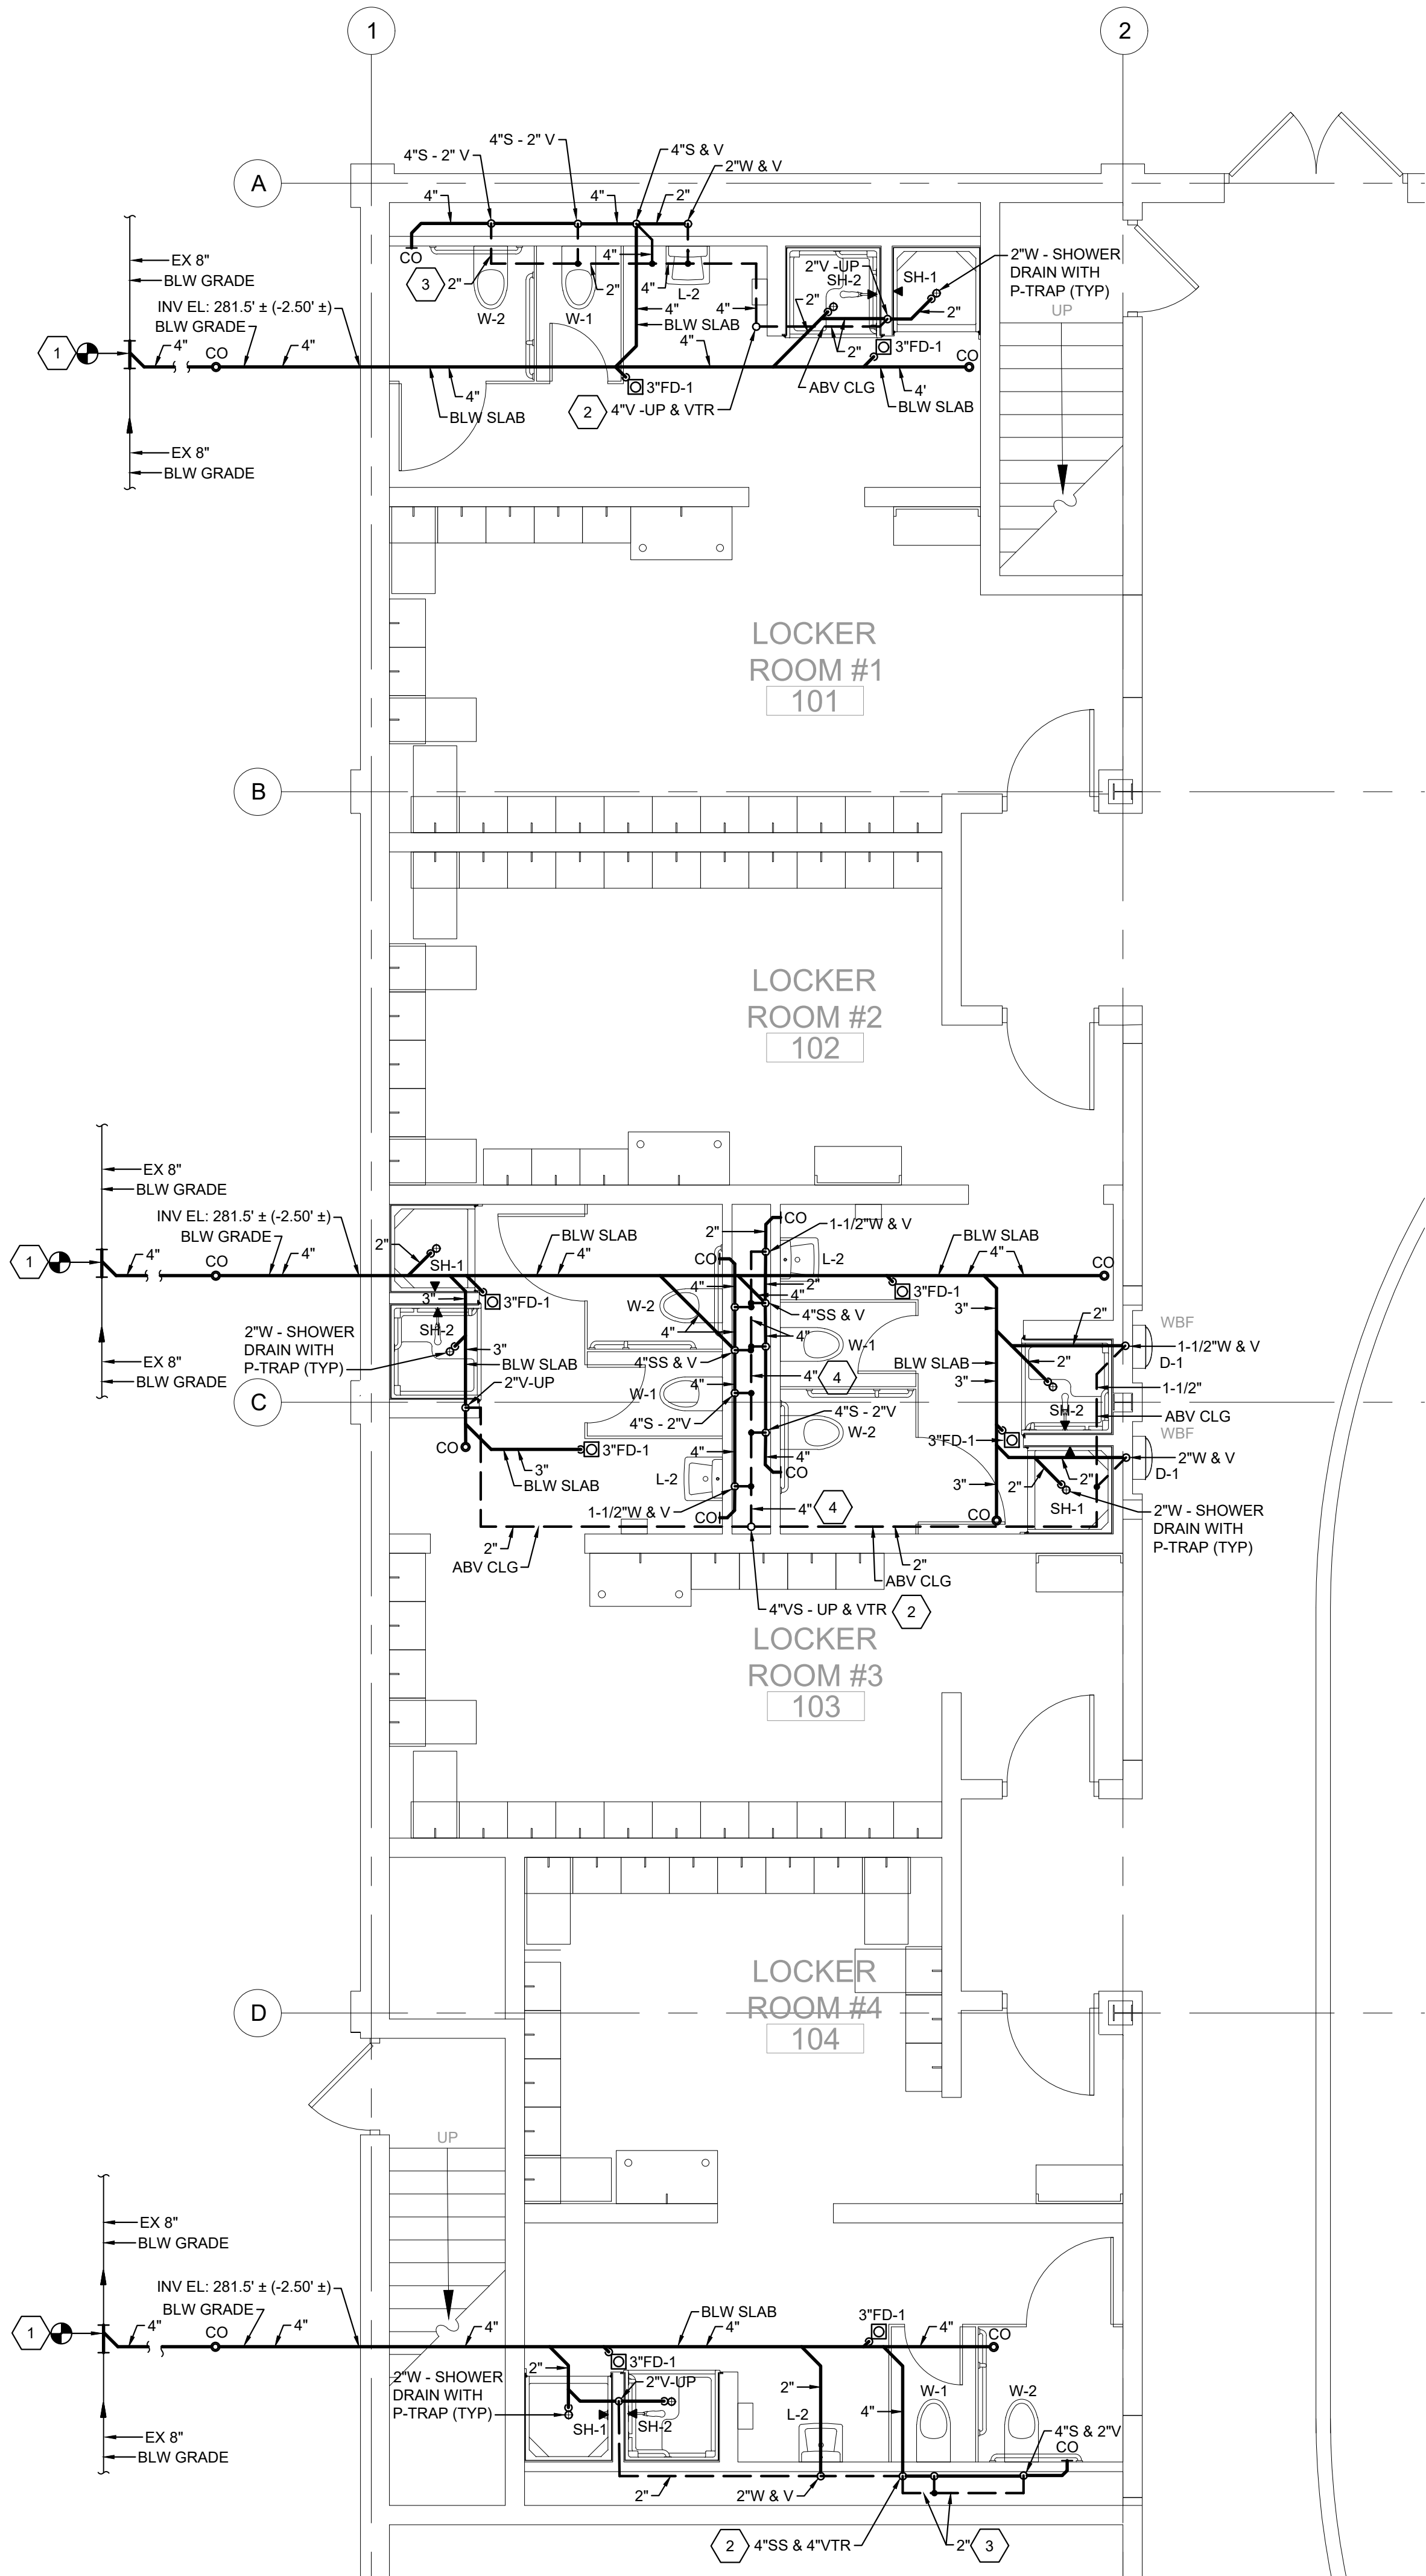 1
2
A
4"S - 2" V
4"S - 2" V
4"S & V
2"W & V
4"
4"
2"
CO
3
2"
W-2
2"
W-1
4"
4"
L-2
4"
4"
BLW SLAB
2"V -UP
SH-2
SH-1
2"W - SHOWER
DRAIN WITH
P-TRAP (TYP)
2"
2"
2"
UP
EX 8"
BLW GRADE
INV EL: 281.5' ± (-2.50' ±)
BLW GRADE
1
4"
CO
4"
4"
BLW SLAB
3"FD-1
2
4"V -UP & VTR
4"
ABV CLG
3"FD-1
CO
4'
BLW SLAB
EX 8"
BLW GRADE
LOCKER
ROOM #1
101
B
LOCKER
ROOM #2
102
EX 8"
BLW GRADE
INV EL: 281.5' ± (-2.50' ±)
BLW GRADE
1
4"
CO
4"
2"
SH-1
BLW SLAB
4"
2"
CO
1-1/2"W & V
CO
L-2
BLW SLAB
4"
CO
3"
3"FD-1
W-2
4"
4"
2"
4"
4"SS & V
3"FD-1
3"
WBF
EX 8"
BLW GRADE
2"W - SHOWER
DRAIN WITH
P-TRAP (TYP)
SH-2
3"
BLW SLAB
2"V-UP
4"
4"SS & V
W-1
4"
4"S - 2"V
4"
W-1
4"
4
4"S - 2"V
W-2
BLW SLAB
3"
2"
2"
1-1/2"W & V
D-1
1-1/2"
SH-2
ABV CLG
WBF
C
CO
3"
BLW SLAB
3"FD-1
L-2
4"
1-1/2"W & V
CO
4"
CO
4"
4
3"FD-1
3"
CO
2"
2"
SH-1
2"W & V
D-1
2"W - SHOWER
DRAIN WITH
P-TRAP (TYP)
2"
ABV CLG
2"
ABV CLG
4"VS - UP & VTR
2
LOCKER
ROOM #3
103
LOCKER
ROOM #4
104
D
UP
EX 8"
BLW GRADE
INV EL: 281.5' ± (-2.50' ±)
BLW GRADE
1
4"
CO
4"
4"
BLW SLAB
4"
3"FD-1
4"
CO
2"W - SHOWER
DRAIN WITH
P-TRAP (TYP)
2"
3"FD-1
2"V-UP
SH-1
SH-2
2"
L-2
4"
W-1
W-2
4"S & 2"V
CO
EX 8"
BLW GRADE
2"
2"W & V
2
4"SS & 4"VTR
2"
3